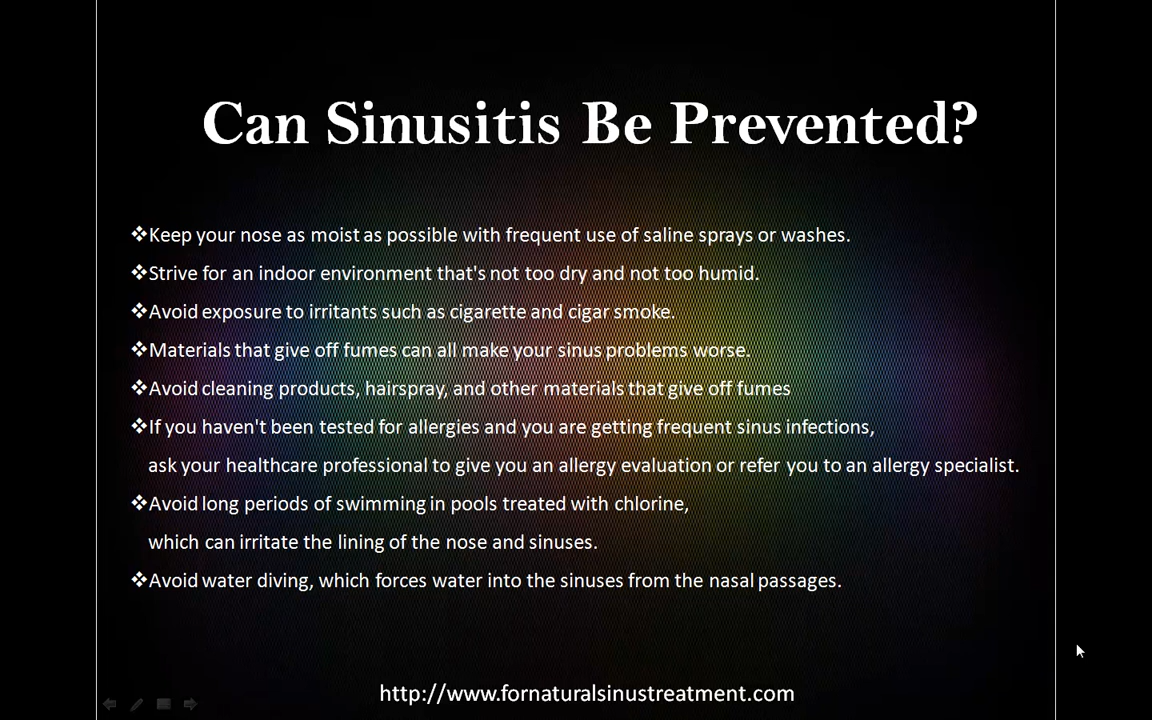 Can Sinusitis Be Prevented?
❖Keep your nose as moist as possible with frequent use of saline sprays or washes.
❖Strive for an indoor environment that's not too dry and not too humid.
❖Avoid exposure to irritants such as cigarette and cigar smoke.
❖Materials that give off fumes can all make your sinus problems worse.
❖Avoid cleaning products, hairspray, and other materials that give off fumes
❖If you haven't been tested for allergies and you are getting frequent sinus infections,
ask your healthcare professional to give you an allergy evaluation or refer you to an allergy specialist.
❖Avoid long periods of swimming in pools treated with chlorine,
which can irritate the lining of the nose and sinuses.
❖Avoid water diving, which forces water into the sinuses from the nasal passages.
http://www.fornaturalsinustreatment.com